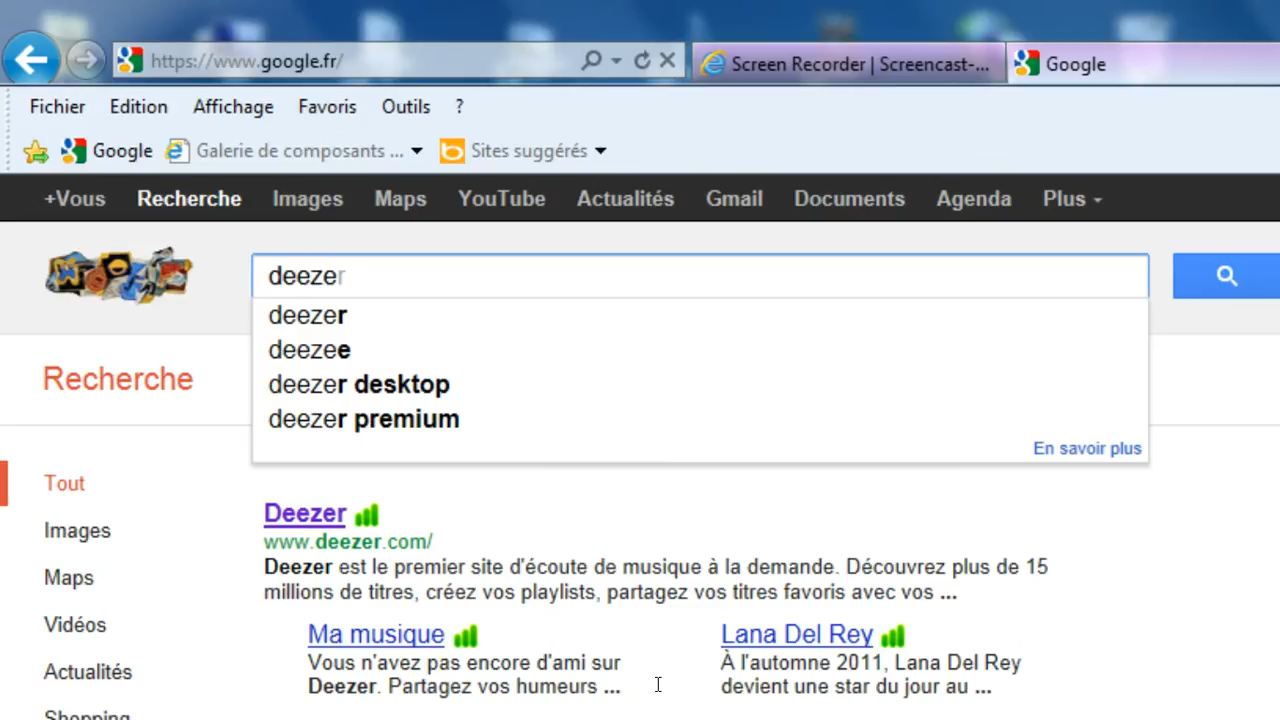 https://www.google.fr/
Screen Recorder | Screencast-...
Google
Fichier Edition Affichage Favoris Outils ?
Google Galerie de composants ... Sites suggérés
+Vous Recherche Images Maps YouTube Actualités Gmail Documents Agenda Plus
deezer
deezer
deezee
deezer desktop
deezer premium
En savoir plus
Recherche
Tout
Images
Maps
Vidéos
Actualités
Shopping
Deezer
www.deezer.com/
Deezer est le premier site d'écoute de musique à la demande. Découvrez plus de 15
millions de titres, créez vos playlists, partagez vos titres favoris avec vos ...
Ma musique
Vous n'avez pas encore d'ami sur
Deezer. Partagez vos humeurs ...
Lana Del Rey
À l'automne 2011, Lana Del Rey
devient une star du jour au ...